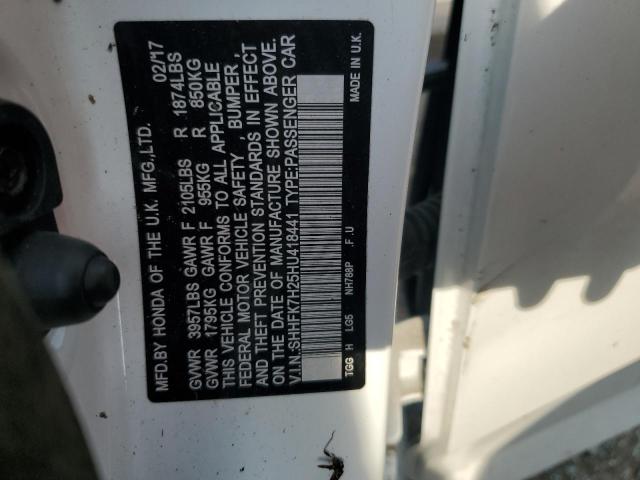 MFD.BY HONDA OF THE U.K. MFG.,LTD. 02/17
GVWR 3957LBS GAWR F 2105LBS R 1874LBS
GVWR 1795KG GAWR F 955KG R 850KG
THIS VEHICLE CONFORMS TO ALL APPLICABLE
FEDERAL MOTOR VEHICLE SAFETY, BUMPER,
AND THEFT PREVENTION STANDARDS IN EFFECT
ON THE DATE OF MANUFACTURE SHOWN ABOVE.
V.I.N.:SHHFK7H25HU418441 TYPE:PASSENGER CAR
TGG H LG5 NH788P .F.U MADE IN U.K.